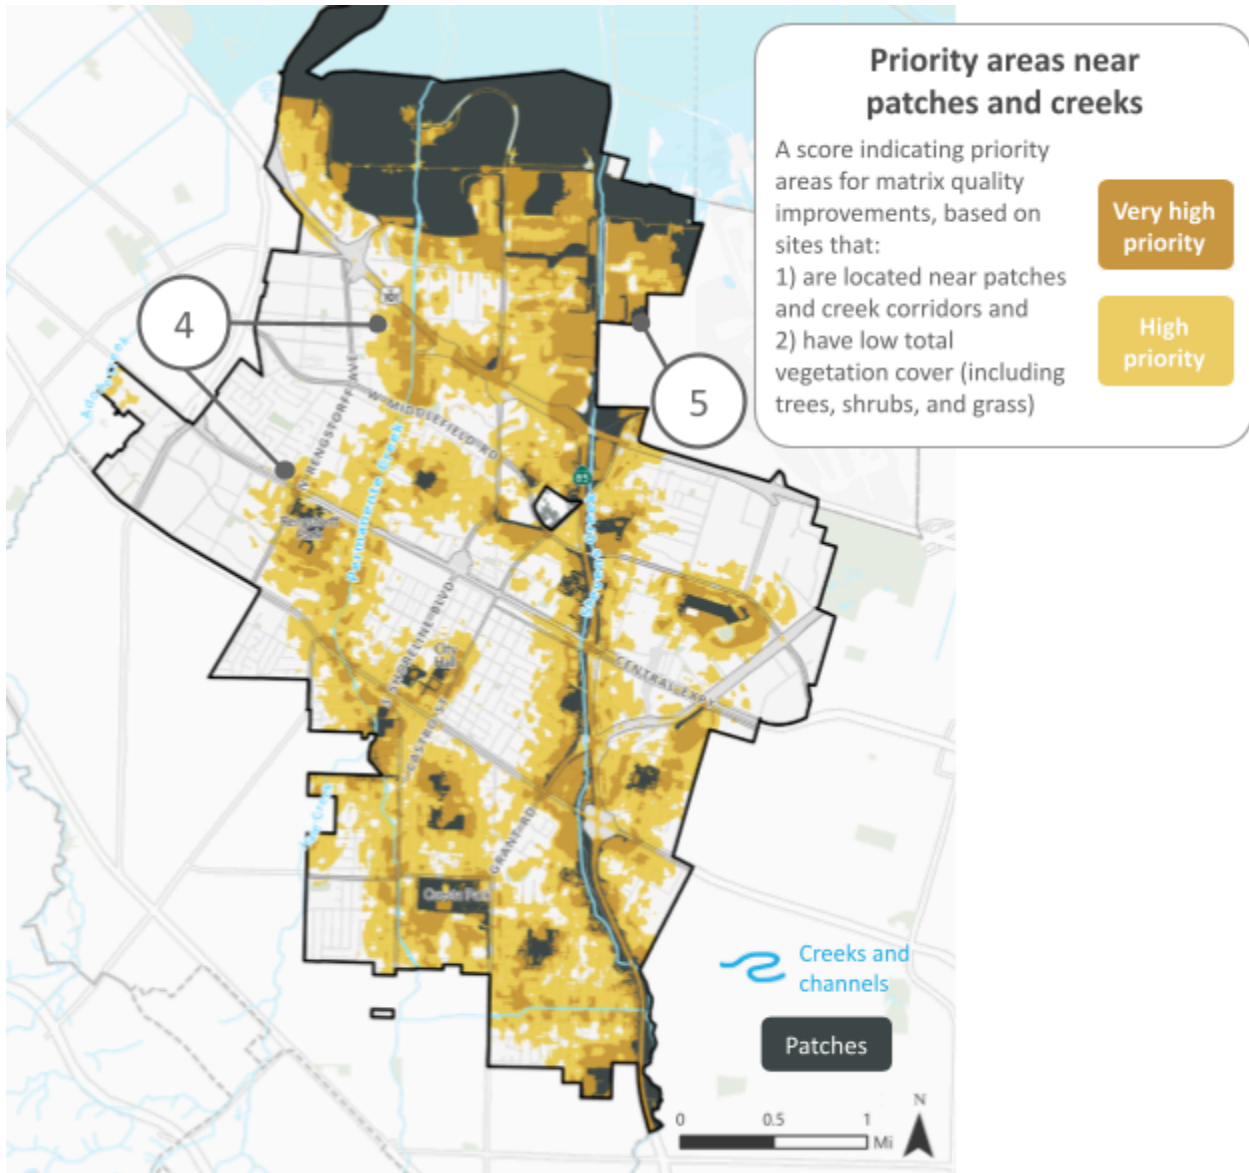 Priority areas near
patches and creeks
A score indicating priority
areas for matrix quality
improvements, based on
sites that:
1) are located near patches
and creek corridors and
2) have low total
vegetation cover (including
trees, shrubs, and grass)
Very high
priority
High
priority
4
5
101
85
N RENGSTORFF AVE
W MIDDLEFIELD RD
Permanente Creek
Stevens Creek
City
Hall
SHORELINE BLVD
CASTRO ST
CENTRAL EXPY
GRANT RD
Creeks and
channels
Patches
0
0.5
1
Mi
N